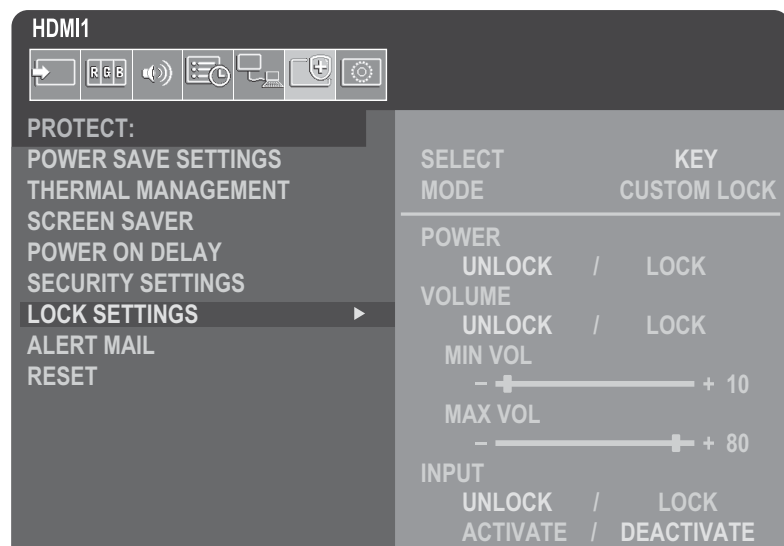 HDMI1
R G B
PROTECT:
POWER SAVE SETTINGS
THERMAL MANAGEMENT
SCREEN SAVER
POWER ON DELAY
SECURITY SETTINGS
LOCK SETTINGS
ALERT MAIL
RESET
SELECT KEY
MODE CUSTOM LOCK
POWER
UNLOCK / LOCK
VOLUME
UNLOCK / LOCK
MIN VOL
– + 10
MAX VOL
– + 80
INPUT
UNLOCK / LOCK
ACTIVATE / DEACTIVATE